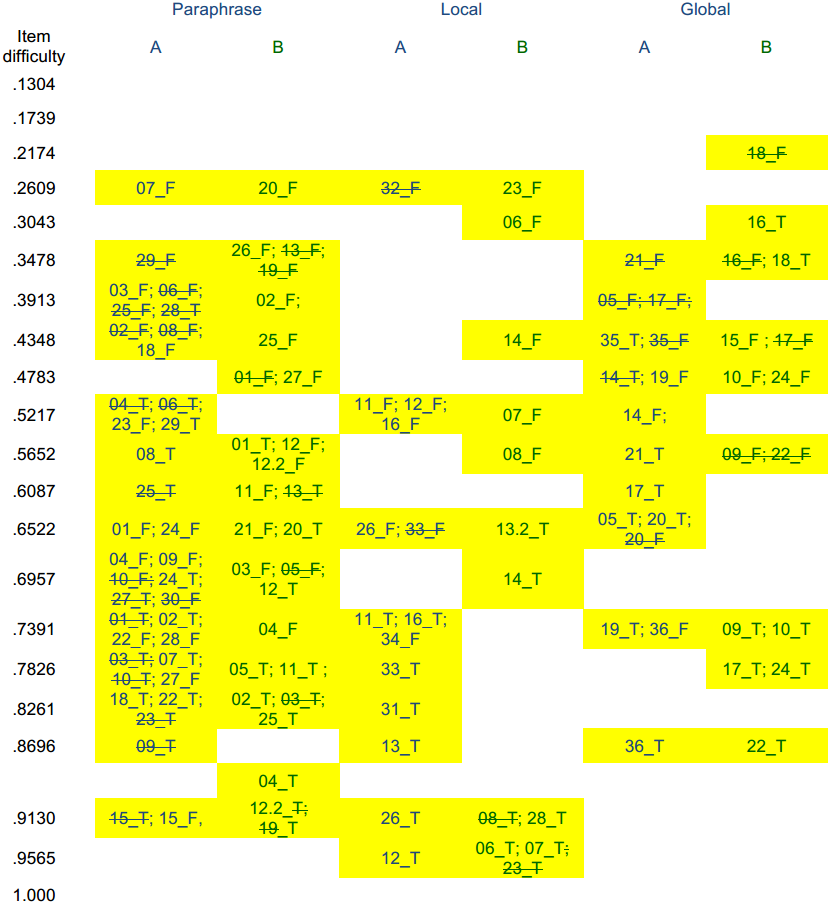 Paraphrase Local Global
Item
difficulty A B A B A B
.1304
.1739
.2174 18_F
.2609 07_F 20_F 32_F 23_F
.3043 06_F 16_T
.3478 29_F 26_F; 13_F; 19_F 21_F 16_F; 18_T
.3913 03_F; 06_F; 25_F; 28_T 02_F; 05_F; 17_F;
.4348 02_F; 08_F; 18_F 25_F 14_F 35_T; 35_F 15_F ; 17_F
.4783 01_F; 27_F 14_T; 19_F 10_F; 24_F
.5217 04_T; 06_T; 23_F; 29_T 11_F; 12_F; 16_F 07_F 14_F;
.5652 08_T 01_T; 12_F; 12.2_F 08_F 21_T 09_F; 22_F
.6087 25_T 11_F; 13_T 17_T
.6522 01_F; 24_F 21_F; 20_T 26_F; 33_F 13.2_T 05_T; 20_T; 20_F
.6957 04_F; 09_F; 10_F; 24_T; 27_T; 30_F 03_F; 05_F; 12_T 14_T
.7391 01_T; 02_T; 22_F; 28_F 04_F 11_T; 16_T; 34_F 19_T; 36_F 09_T; 10_T
.7826 03_T; 07_T; 10_T; 27_F 05_T; 11_T ; 33_T 17_T; 24_T
.8261 18_T; 22_T; 23_T 02_T; 03_T; 25_T 31_T
.8696 09_T 13_T 36_T 22_T
04_T
.9130 15_T; 15_F, 12.2_T; 19_T 26_T 08_T; 28_T
.9565 12_T 06_T; 07_T; 23_T
1.000